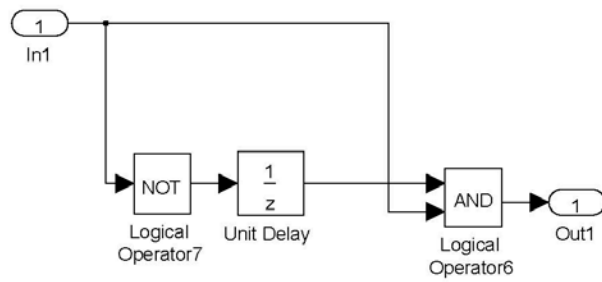 1
In1
NOT
Logical
Operator7
1
z
Unit Delay
AND
Logical
Operator6
1
Out1